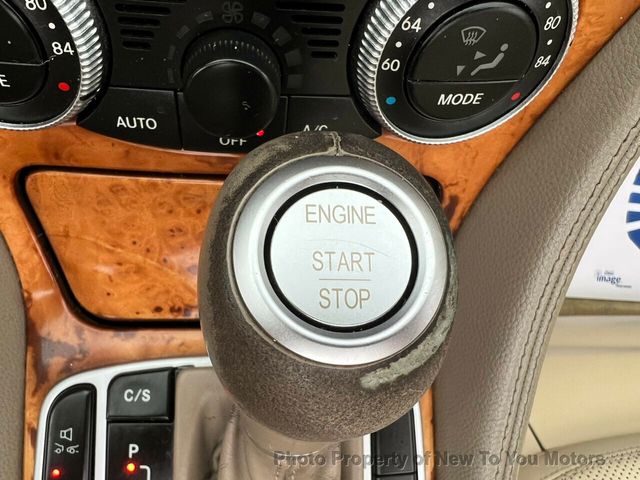 80
84
E
AUTO
OFF
A/C
64
60
80
84
MODE
ENGINE
START
STOP
C/S
P
image
Photo Property of New To You Motors